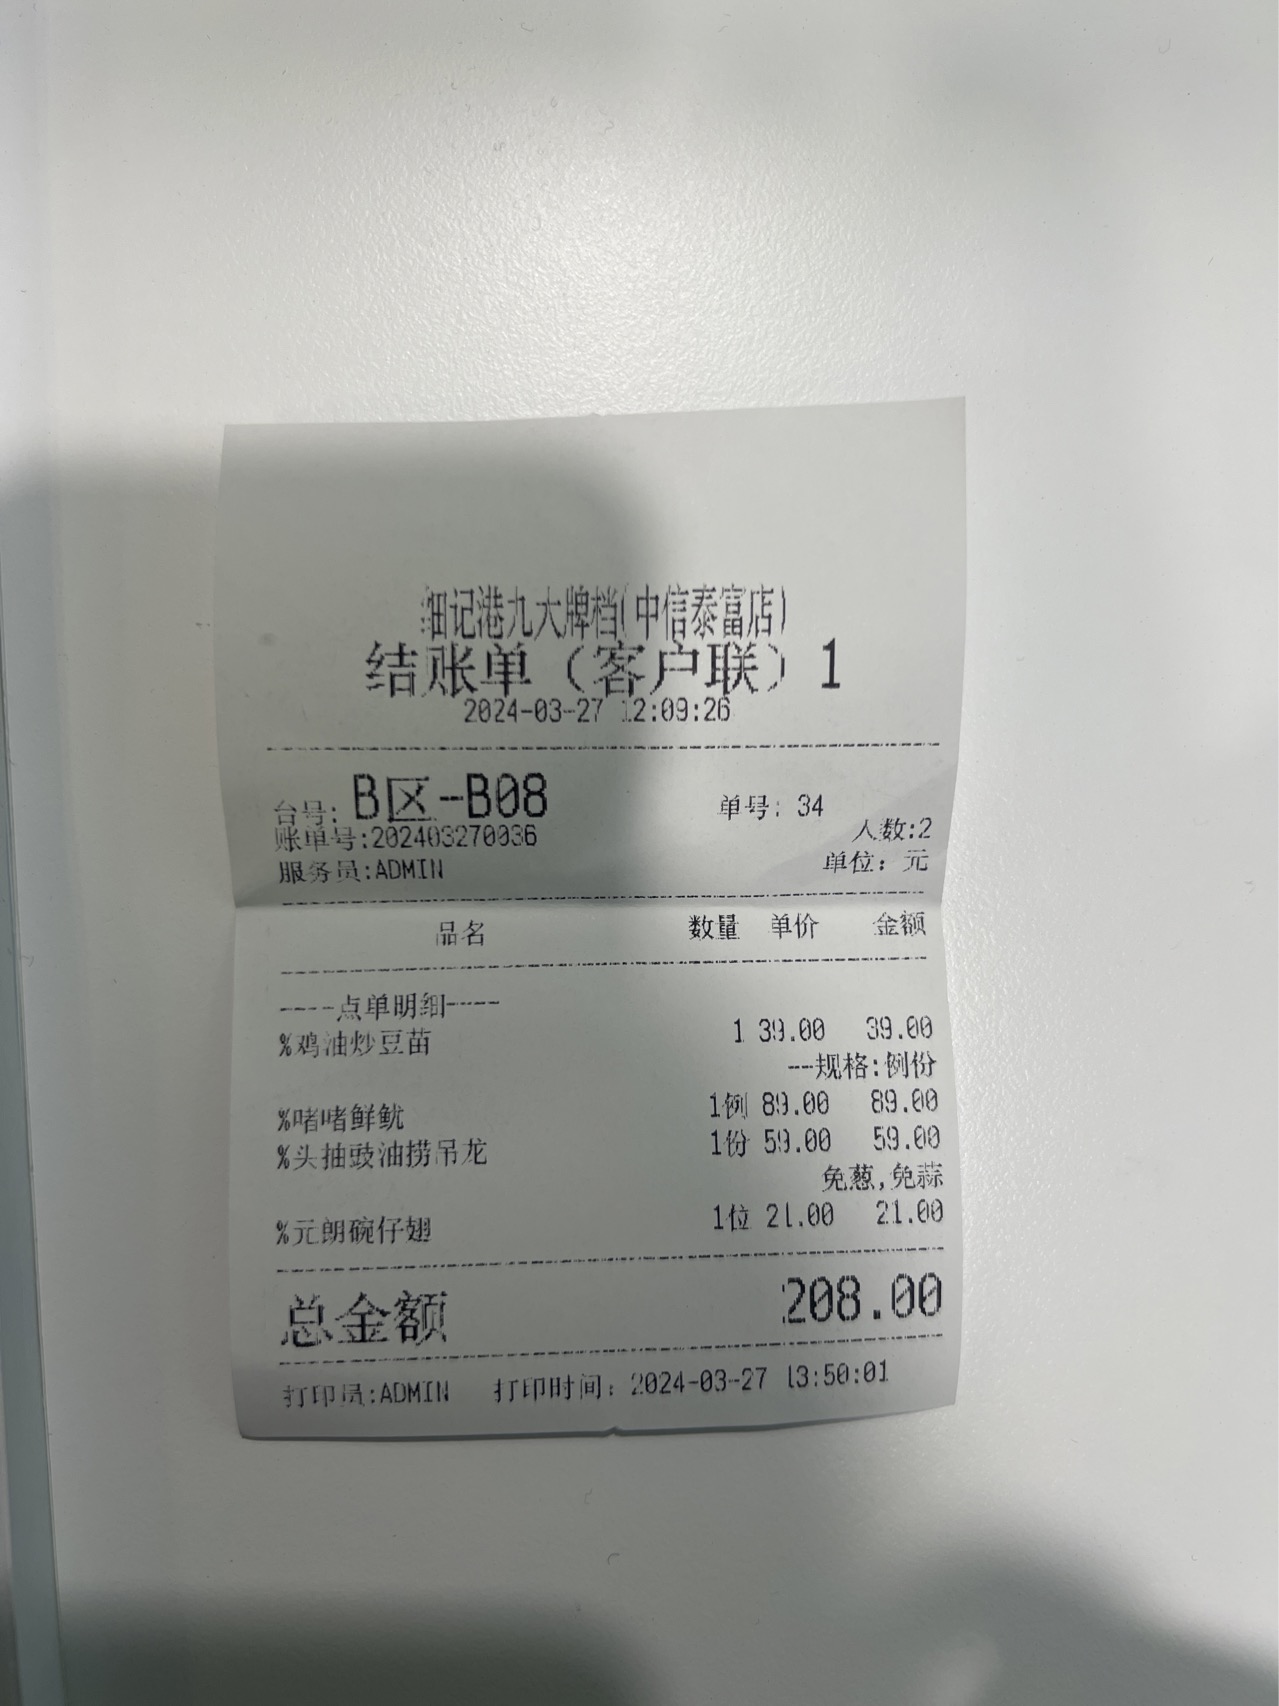 细记港九大牌档(中信泰富店)
结账单（客户联）1
2024-03-27 12:09:26
台号: B区-B08 单号: 34
账单号:202403270036 人数:2
服务员:ADMIN 单位: 元
品名 数量 单价 金额
----点单明细----
%鸡油炒豆苗 1 39.00 39.00
---规格:例份
%啫啫鲜鱿 1例 89.00 89.00
%头抽豉油捞吊龙 1份 59.00 59.00
免葱,免蒜
%元朗碗仔翅 1位 21.00 21.00
总金额 208.00
打印员:ADMIN 打印时间: 2024-03-27 13:50:01